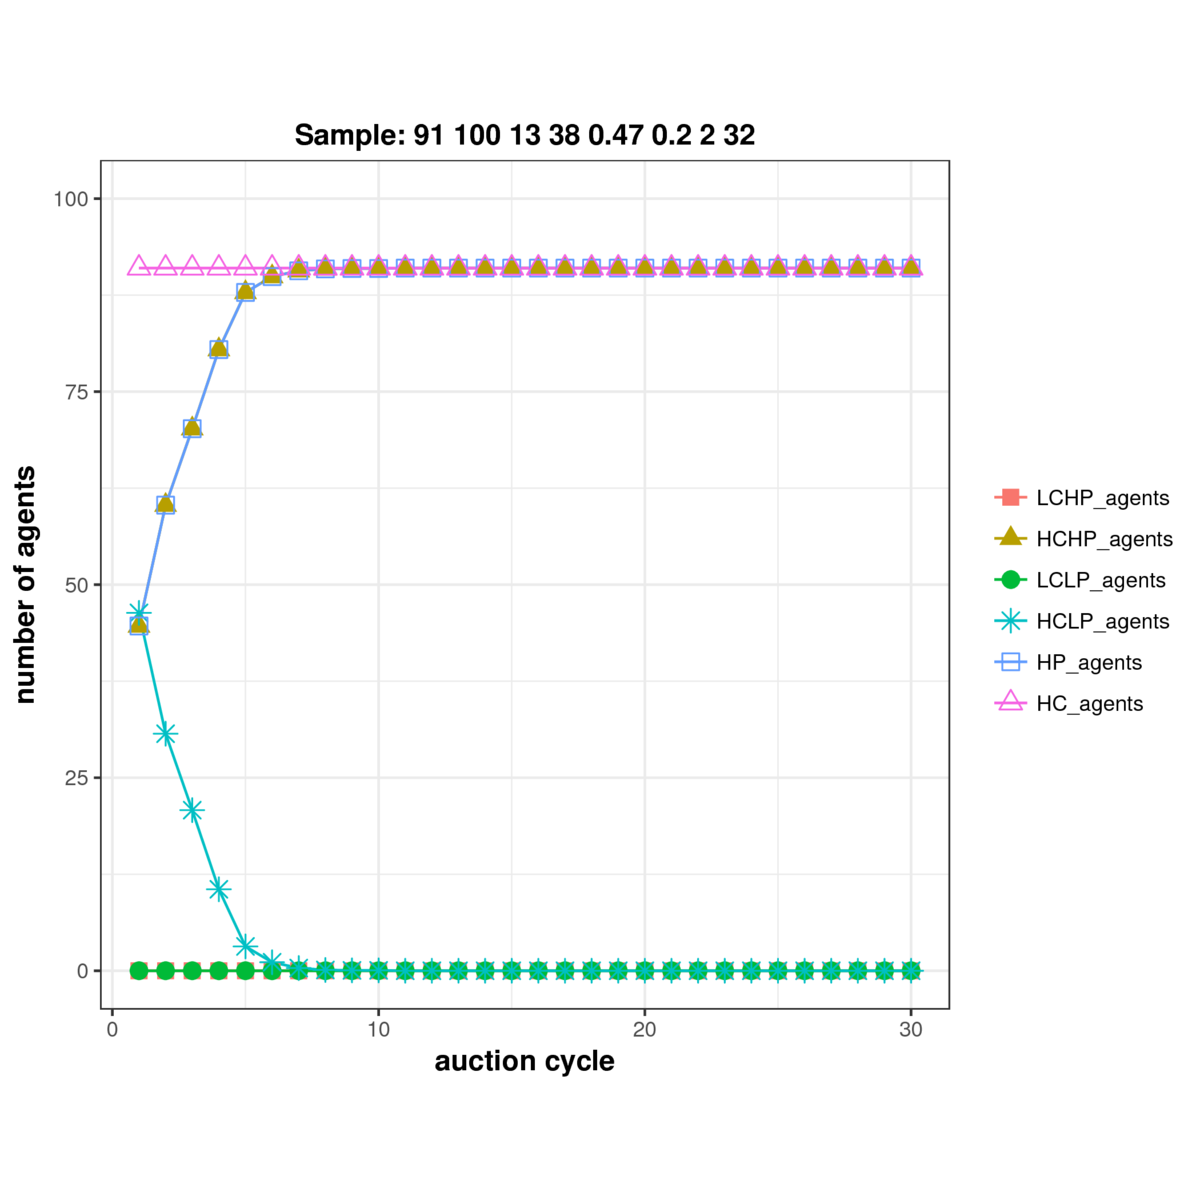 Sample: 91 100 13 38 0.47 0.2 2 32
100
75
50
25
0
number of agents
0 10 20 30
auction cycle
LCHP_agents
HCHP_agents
LCLP_agents
HCLP_agents
HP_agents
HC_agents